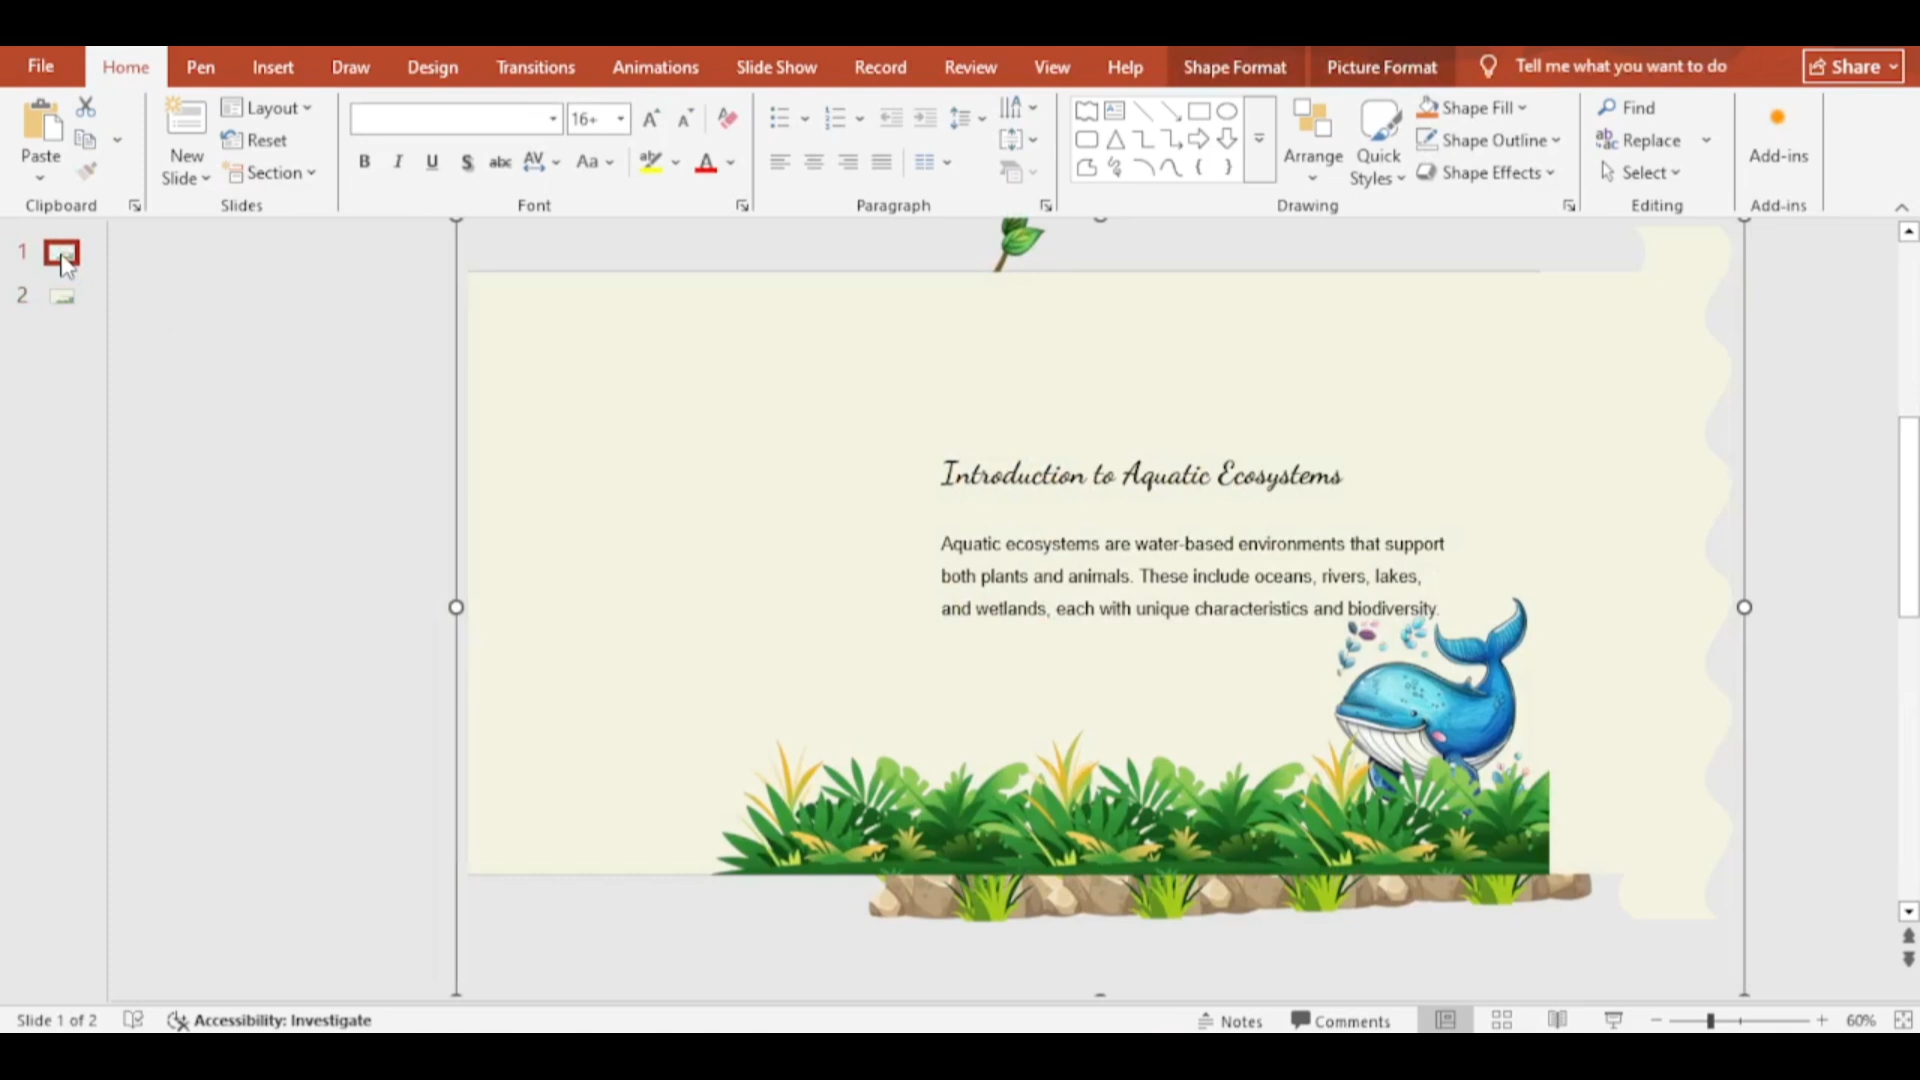 File Home Pen Insert Draw Design Transitions Animations Slide Show Record Review View Help Shape Format Picture Format Tell me what you want to do Share
Paste
New Slide
Layout
Reset
Section
16+
B I U S abc AV Aa A
Arrange
Quick Styles
Shape Fill
Shape Outline
Shape Effects
Find
Replace
Select
Add-ins
Clipboard Slides Font Paragraph Drawing Editing Add-ins
1
2
Introduction to Aquatic Ecosystems
Aquatic ecosystems are water-based environments that support
both plants and animals. These include oceans, rivers, lakes,
and wetlands, each with unique characteristics and biodiversity.
Slide 1 of 2 Accessibility: Investigate Notes Comments 60%